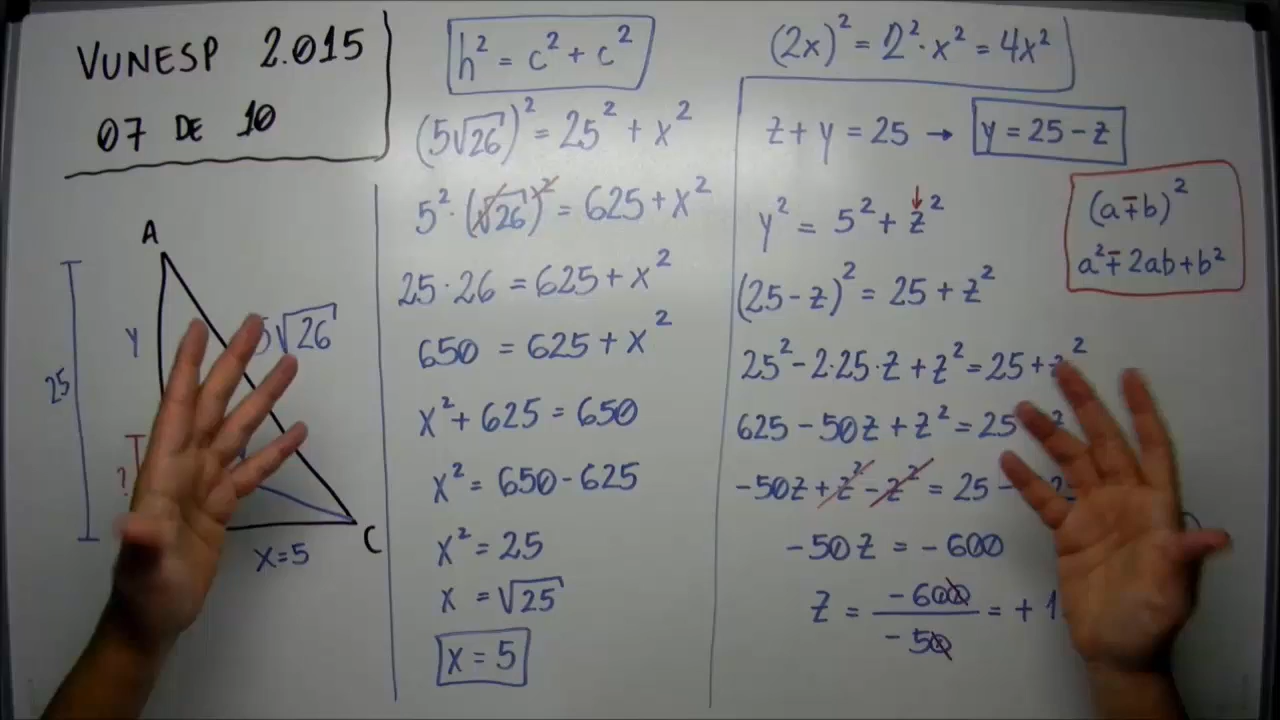 VUNESP 2.015
07 DE 10
A
Y
25
√26
?
x=5
C
h² = c² + c²
(5√26)² = 25² + x²
5² · (√26)² = 625 + x²
25 · 26 = 625 + x²
650 = 625 + x²
x² + 625 = 650
x² = 650 - 625
x² = 25
x = √25
x = 5
(2x)² = 2² · x² = 4x²
z + y = 25 → y = 25 - z
y² = 5² + z²
(25 - z)² = 25 + z²
25² - 2·25·z + z² = 25 + z²
625 - 50z + z² = 25
-50z + z² - z² = 25 -
-50z = -600
z = -600 / -50 = + 1
(a∓b)²
a² ∓ 2ab + b²